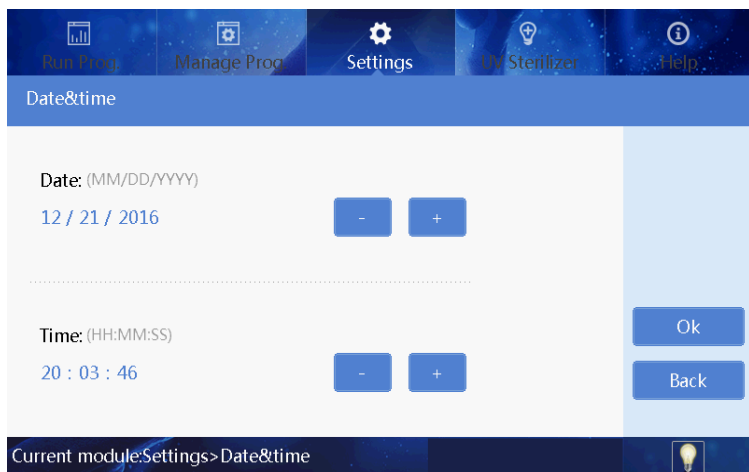 Run Prog. Manage Prog. Settings UV Sterilizer Help
Date&time
Date: (MM/DD/YYYY)
12 / 21 / 2016
- +
Time: (HH:MM:SS)
20 : 03 : 46
- +
Ok
Back
Current module:Settings>Date&time